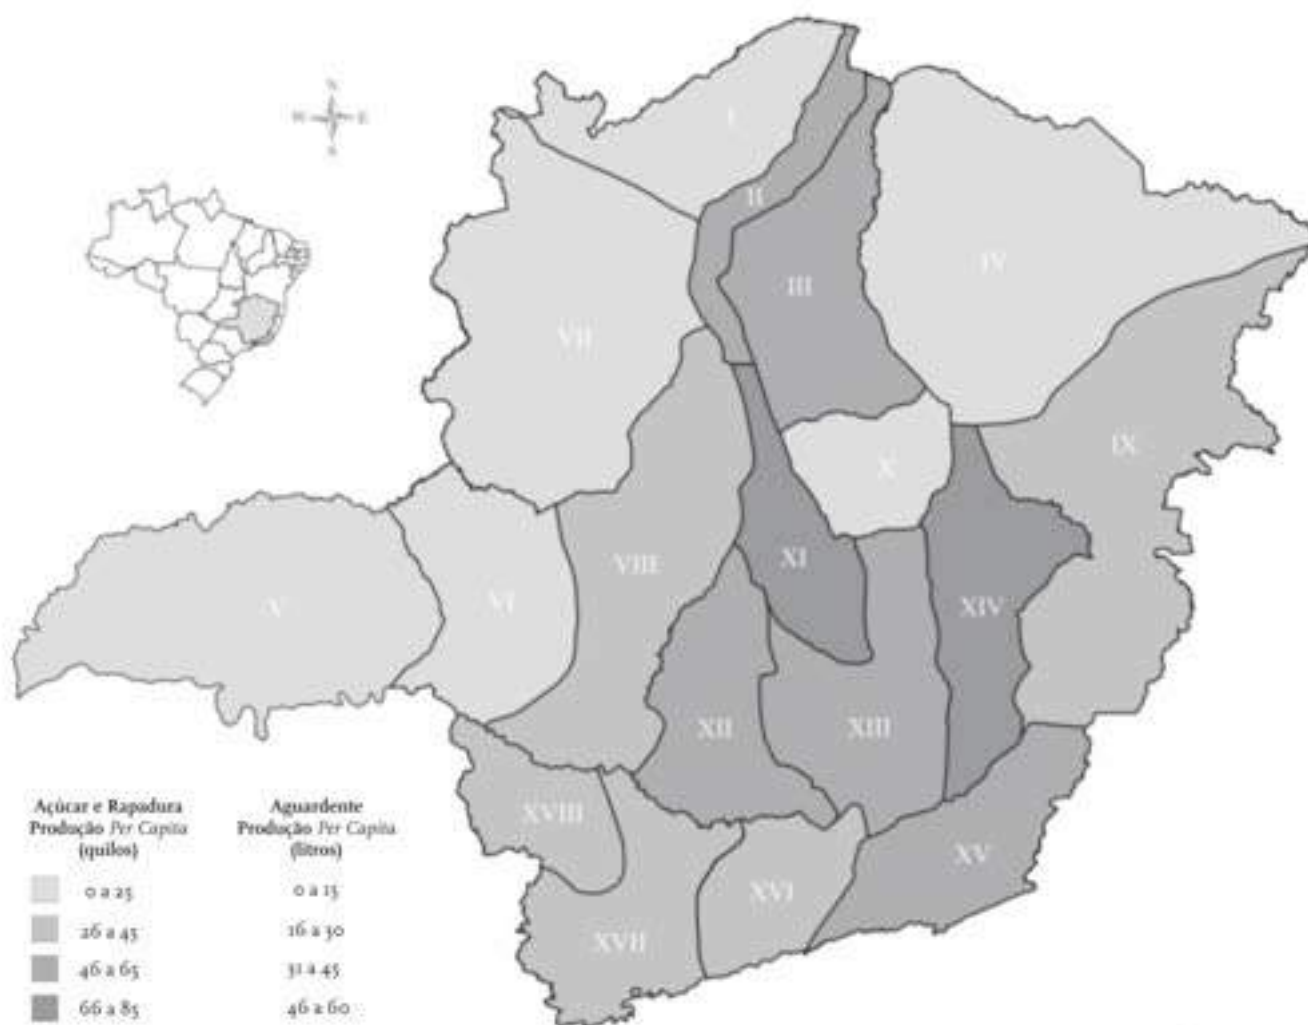 N
W E
S
I
II
III
IV
VII
IX
X
VIII
XI
V
VI
XIV
XII
XIII
XVIII
XV
XVI
XVII
Açúcar e Rapadura
Produção Per Capita
(quilos)
0 a 25
26 a 45
46 a 65
66 a 85
Aguardente
Produção Per Capita
(litros)
0 a 15
16 a 30
31 a 45
46 a 60